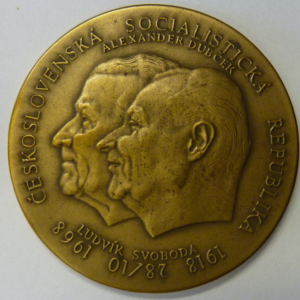 ČESKOSLOVENSKÁ SOCIALISTICKÁ REPUBLIKA
ALEXANDER DUBČEK
LUDVÍK SVOBODA
1918 28/10 1968